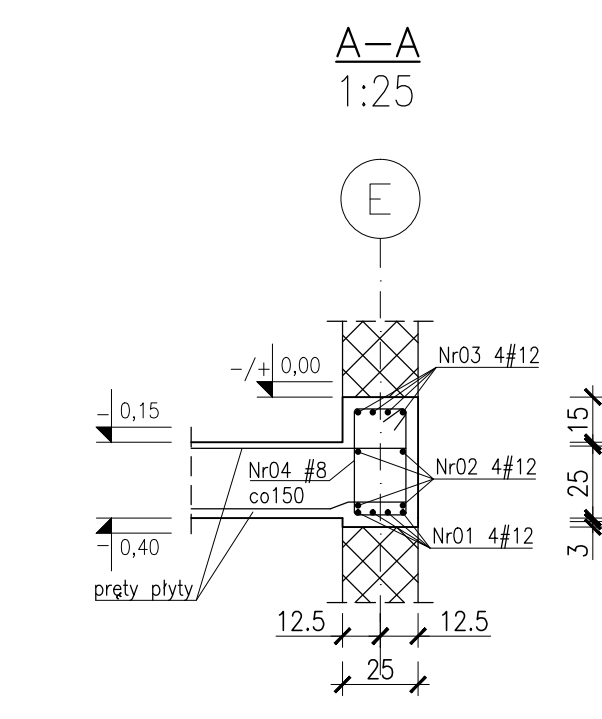 A-A
1:25
E
Nr03 4#12
-/+ 0,00
- 0,15
15
Nr04 #8
co150
Nr02 4#12
25
Nr01 4#12
- 0,40
3
pręty płyty
12.5 12.5
25